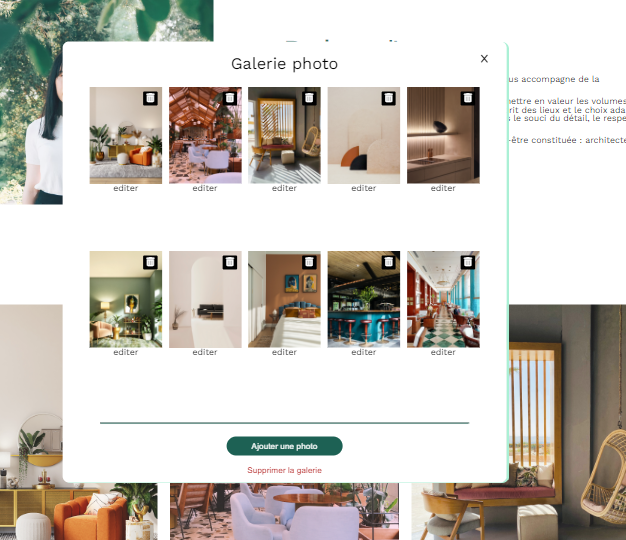 Galerie photo
X
us accompagne de la
mettre en valeur les volumes
rit des lieux et le choix ada
le souci du détail, le respe
-être constituée : architecte
editer
editer
editer
editer
editer
editer
editer
editer
editer
editer
Ajouter une photo
Supprimer la galerie